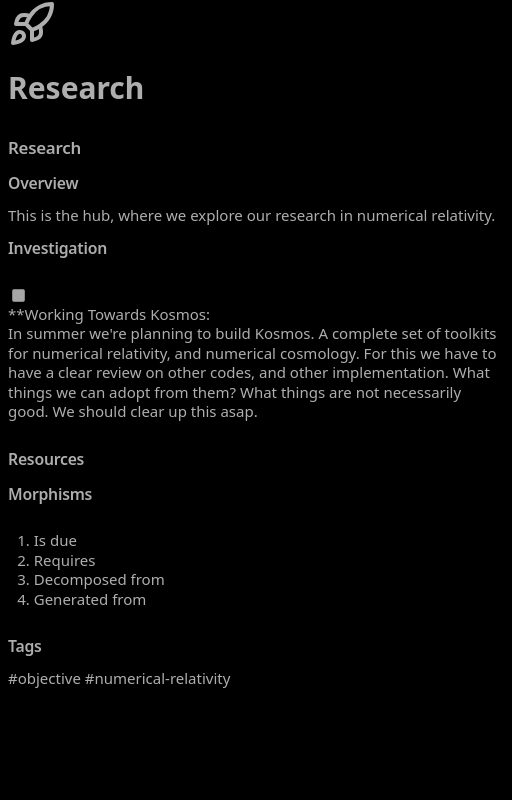 Research
Research
Overview
This is the hub, where we explore our research in numerical relativity.
Investigation
**Working Towards Kosmos:
In summer we're planning to build Kosmos. A complete set of toolkits
for numerical relativity, and numerical cosmology. For this we have to
have a clear review on other codes, and other implementation. What
things we can adopt from them? What things are not necessarily
good. We should clear up this asap.
Resources
Morphisms
1. Is due
2. Requires
3. Decomposed from
4. Generated from
Tags
#objective #numerical-relativity